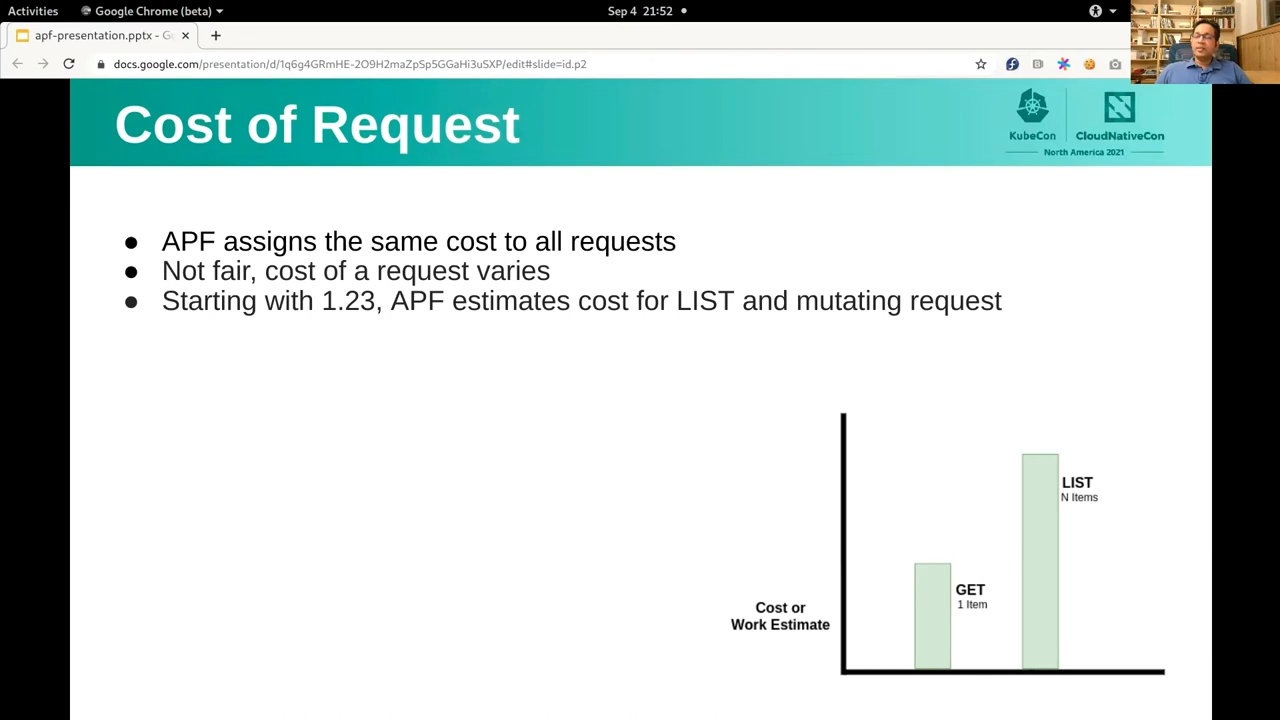 Activities
Google Chrome (beta)
Sep 4 21:52
apf-presentation.pptx - Go
docs.google.com/presentation/d/1q6g4GRmHE-2O9H2maZpSp5GGaHi3uSXP/edit#slide=id.p2
Cost of Request
KubeCon
CloudNativeCon
North America 2021
● APF assigns the same cost to all requests
● Not fair, cost of a request varies
● Starting with 1.23, APF estimates cost for LIST and mutating request
LIST
N Items
GET
1 Item
Cost or
Work Estimate